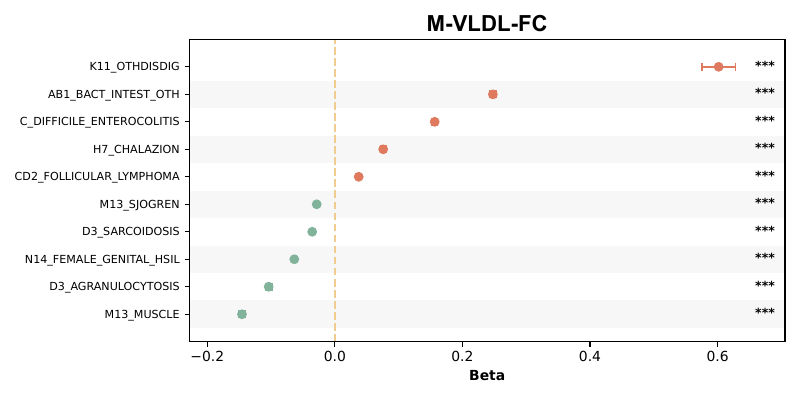 M-VLDL-FC
K11_OTHDISDIG ***
AB1_BACT_INTEST_OTH ***
C_DIFFICILE_ENTEROCOLITIS ***
H7_CHALAZION ***
CD2_FOLLICULAR_LYMPHOMA ***
M13_SJOGREN ***
D3_SARCOIDOSIS ***
N14_FEMALE_GENITAL_HSIL ***
D3_AGRANULOCYTOSIS ***
M13_MUSCLE ***
−0.2 0.0 0.2 0.4 0.6
Beta